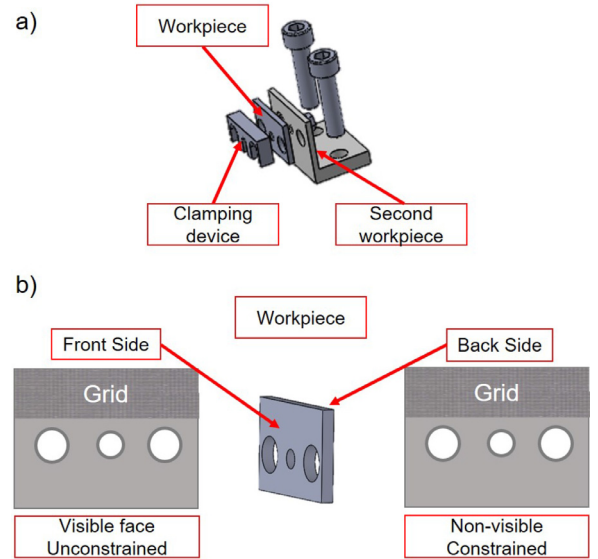 a)
Workpiece
Clamping
device
Second
workpiece
b)
Workpiece
Front Side
Back Side
Grid
Grid
Visible face
Unconstrained
Non-visible
Constrained